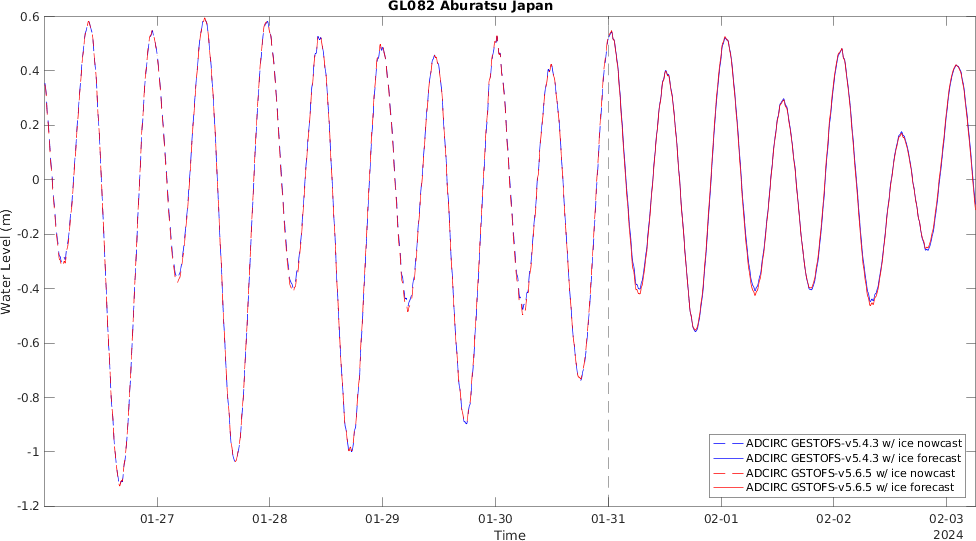 GL082 Aburatsu Japan
0.6
0.4
0.2
0
-0.2
-0.4
-0.6
-0.8
-1
-1.2
Water Level (m)
01-27
01-28
01-29
01-30
01-31
02-01
02-02
02-03
2024
Time
ADCIRC GESTOFS-v5.4.3 w/ ice nowcast
ADCIRC GESTOFS-v5.4.3 w/ ice forecast
ADCIRC GSTOFS-v5.6.5 w/ ice nowcast
ADCIRC GSTOFS-v5.6.5 w/ ice forecast